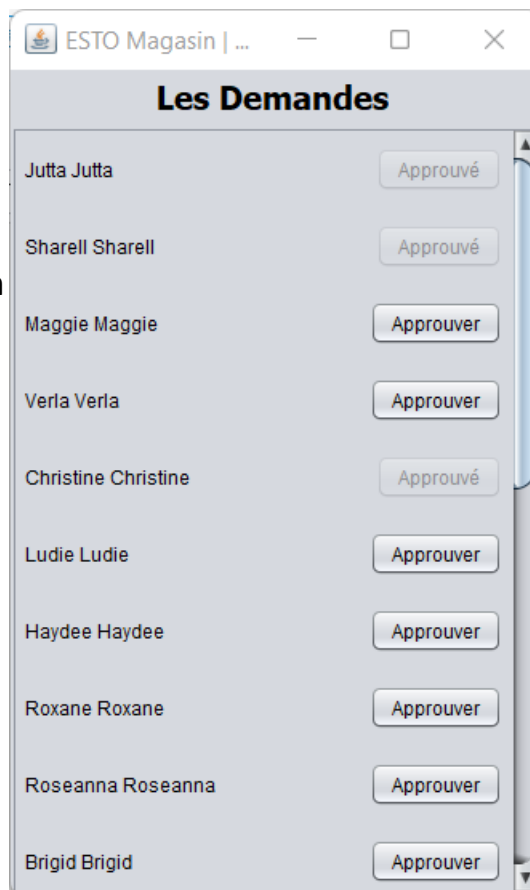 ESTO Magasin | ...
Les Demandes
Jutta Jutta Approuvé
Sharell Sharell Approuvé
Maggie Maggie Approuver
Verla Verla Approuver
Christine Christine Approuvé
Ludie Ludie Approuver
Haydee Haydee Approuver
Roxane Roxane Approuver
Roseanna Roseanna Approuver
Brigid Brigid Approuver